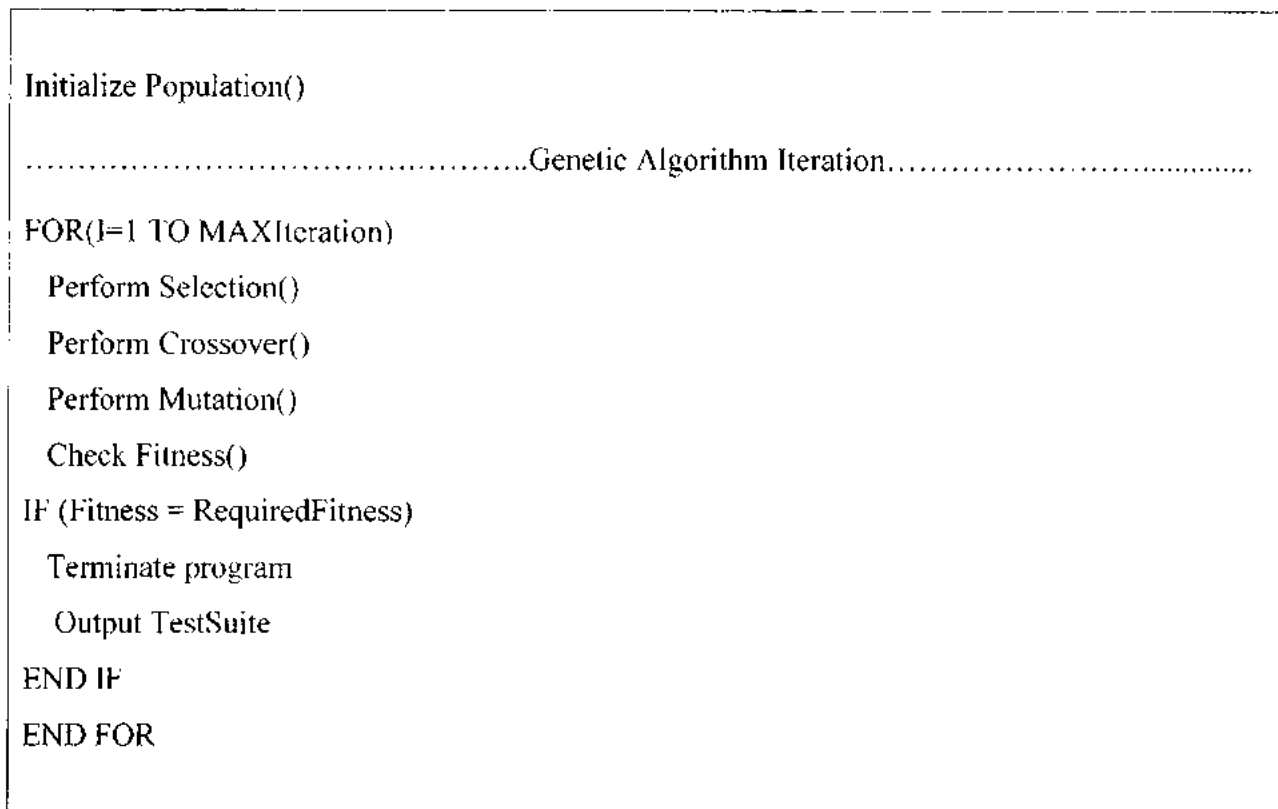 Initialize Population()
................................................Genetic Algorithm Iteration....................................
FOR(I=1 TO MAXIteration)
Perform Selection()
Perform Crossover()
Perform Mutation()
Check Fitness()
IF (Fitness = RequiredFitness)
Terminate program
Output TestSuite
END IF
END FOR